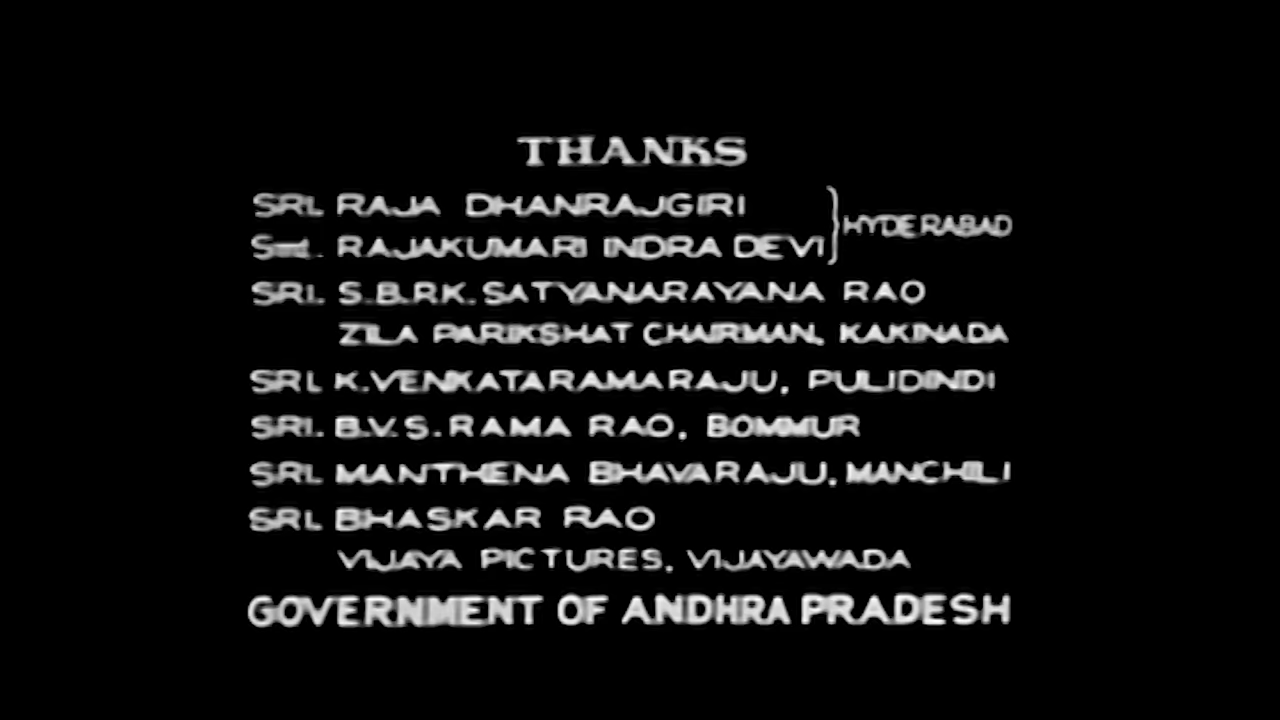 THANKS
SRI. RAJA DHANRAJGIRI
Smt. RAJAKUMARI INDRA DEVI } HYDERABAD
SRI. S.B.R.K. SATYANARAYANA RAO
ZILA PARIKSHAT CHAIRMAN, KAKINADA
SRI. K. VENKATARAMARAJU, PULIDINDI
SRI. B.V.S. RAMA RAO, BOMMUR
SRI. MANTHENA BHAVARAJU, MANCHILI
SRI. BHASKAR RAO
VIJAYA PICTURES, VIJAYAWADA
GOVERNMENT OF ANDHRA PRADESH